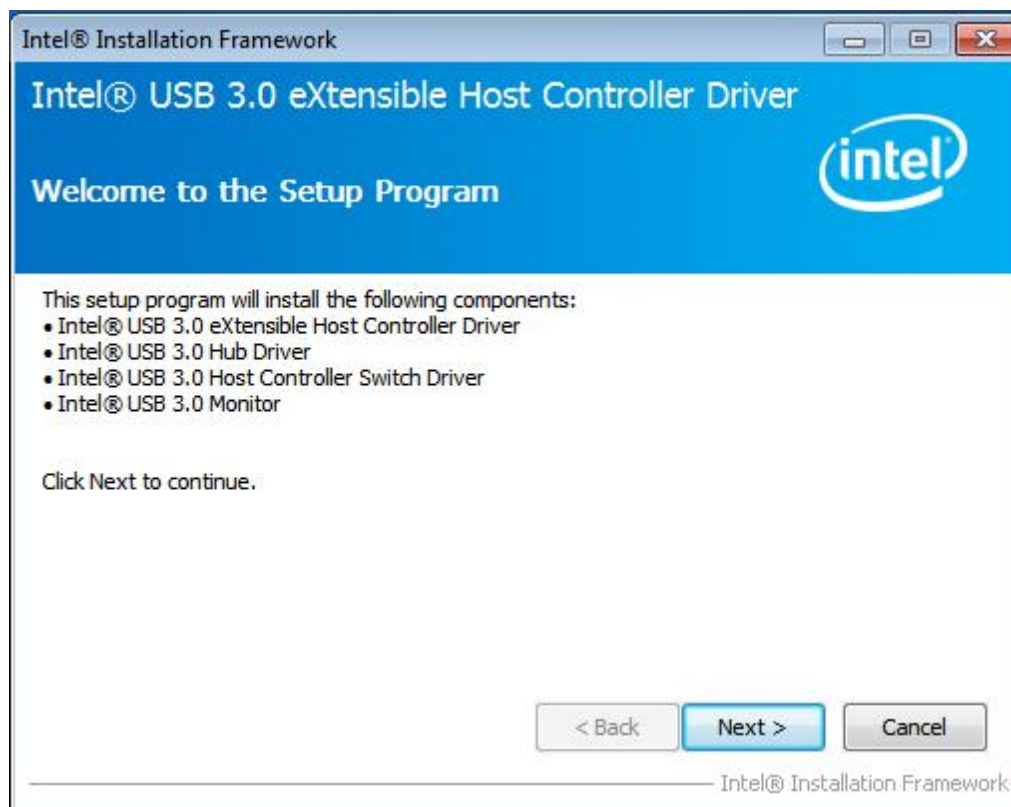 Intel® Installation Framework
Intel® USB 3.0 eXtensible Host Controller Driver
intel
Welcome to the Setup Program
This setup program will install the following components:
• Intel® USB 3.0 eXtensible Host Controller Driver
• Intel® USB 3.0 Hub Driver
• Intel® USB 3.0 Host Controller Switch Driver
• Intel® USB 3.0 Monitor
Click Next to continue.
< Back Next > Cancel
Intel® Installation Framework